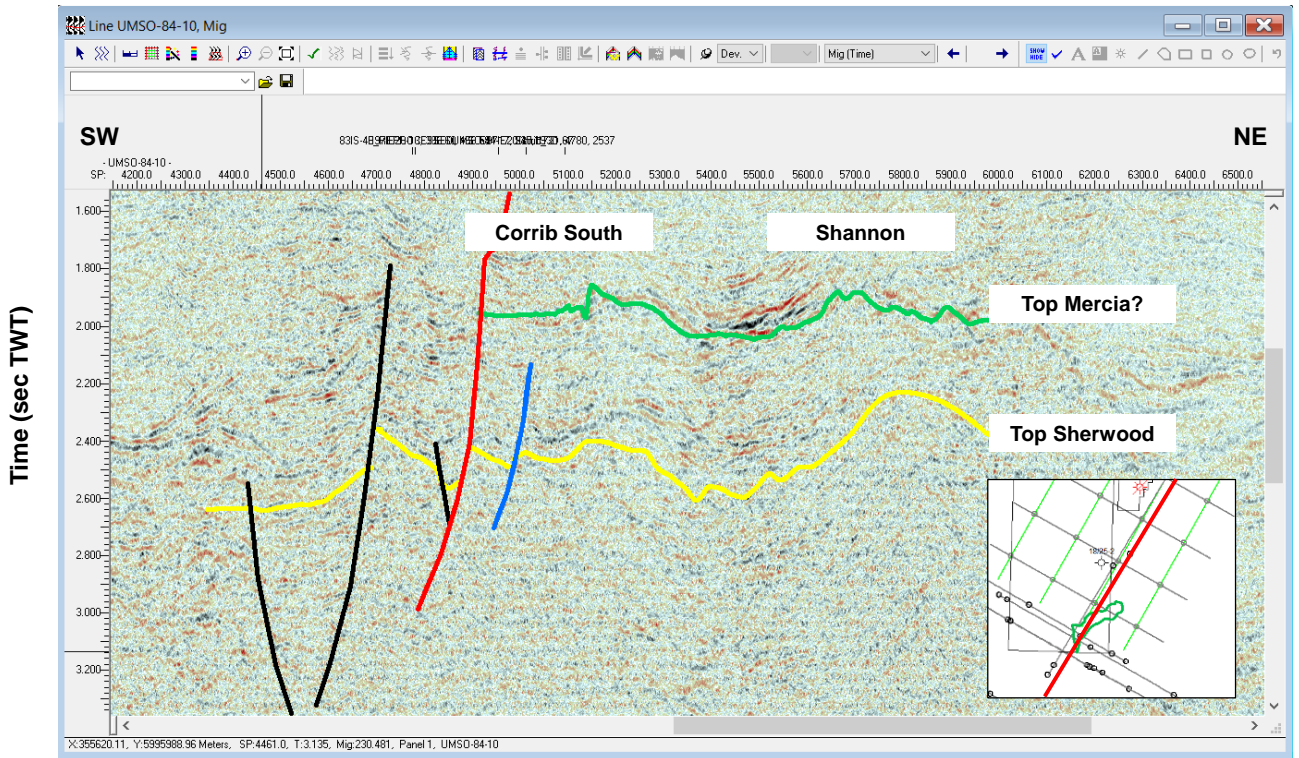 Line UMSO-84-10, Mig
Dev.
Mig (Time)
SW
NE
4780, 2537
- UMSO-84-10 -
SP: 4200.0 4300.0 4400.0 4500.0 4600.0 4700.0 4800.0 4900.0 5000.0 5100.0 5200.0 5300.0 5400.0 5500.0 5600.0 5700.0 5800.0 5900.0 6000.0 6100.0 6200.0 6300.0 6400.0 6500.0
Time (sec TWT)
1.600
1.800
2.000
2.200
2.400
2.600
2.800
3.000
3.200
Corrib South
Shannon
Top Mercia?
Top Sherwood
18/25-2
X:355620.11, Y:5995988.96 Meters, SP:4461.0, T:3.135, Mig:230.481, Panel 1, UMSO-84-10